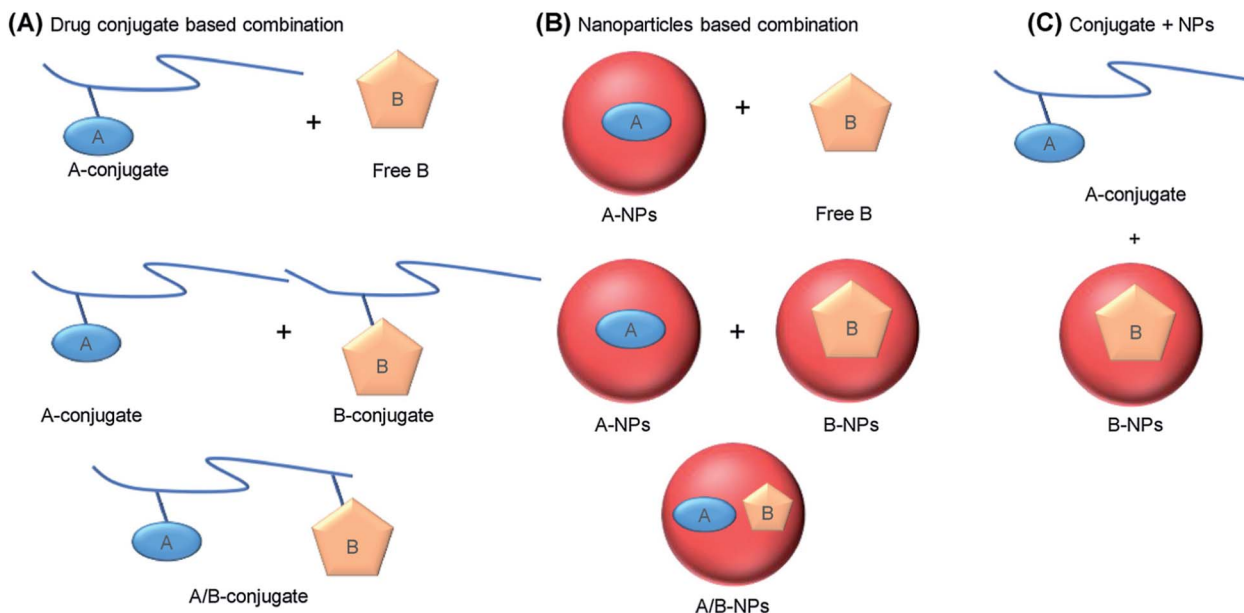 (A) Drug conjugate based combination
A
A-conjugate
+
B
Free B
A
A-conjugate
+
B
B-conjugate
A
B
A/B-conjugate
(B) Nanoparticles based combination
A
A-NPs
+
B
Free B
A
A-NPs
+
B
B-NPs
A
B
A/B-NPs
(C) Conjugate + NPs
A
A-conjugate
+
B
B-NPs